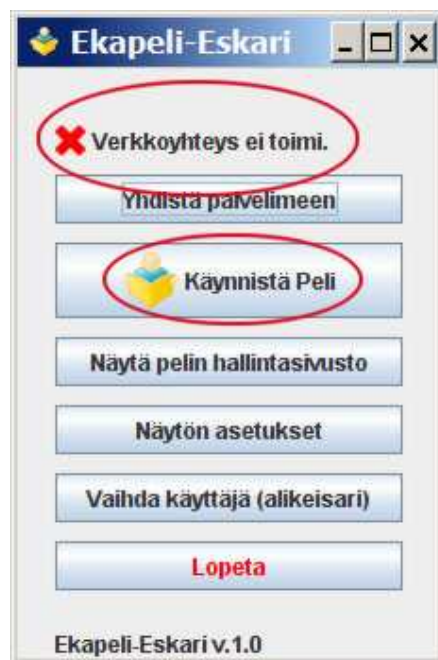 Ekapeli-Eskari
Verkkoyhteys ei toimi.
Yhdistä palvelimeen
Käynnistä Peli
Näytä pelin hallintasivusto
Näytön asetukset
Vaihda käyttäjä (alikeisari)
Lopeta
Ekapeli-Eskari v.1.0